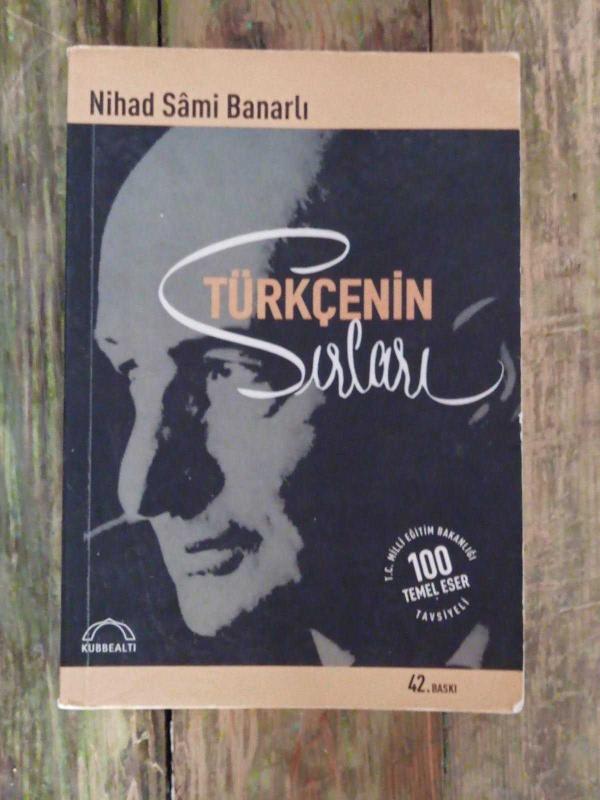 Nihad Sâmi Banarlı
TÜRKÇENİN
Sırları
T.C. MİLLİ EĞİTİM BAKANLIĞI
100
TEMEL ESER
TAVSİYELİ
KUBBEALTI
42. BASKI